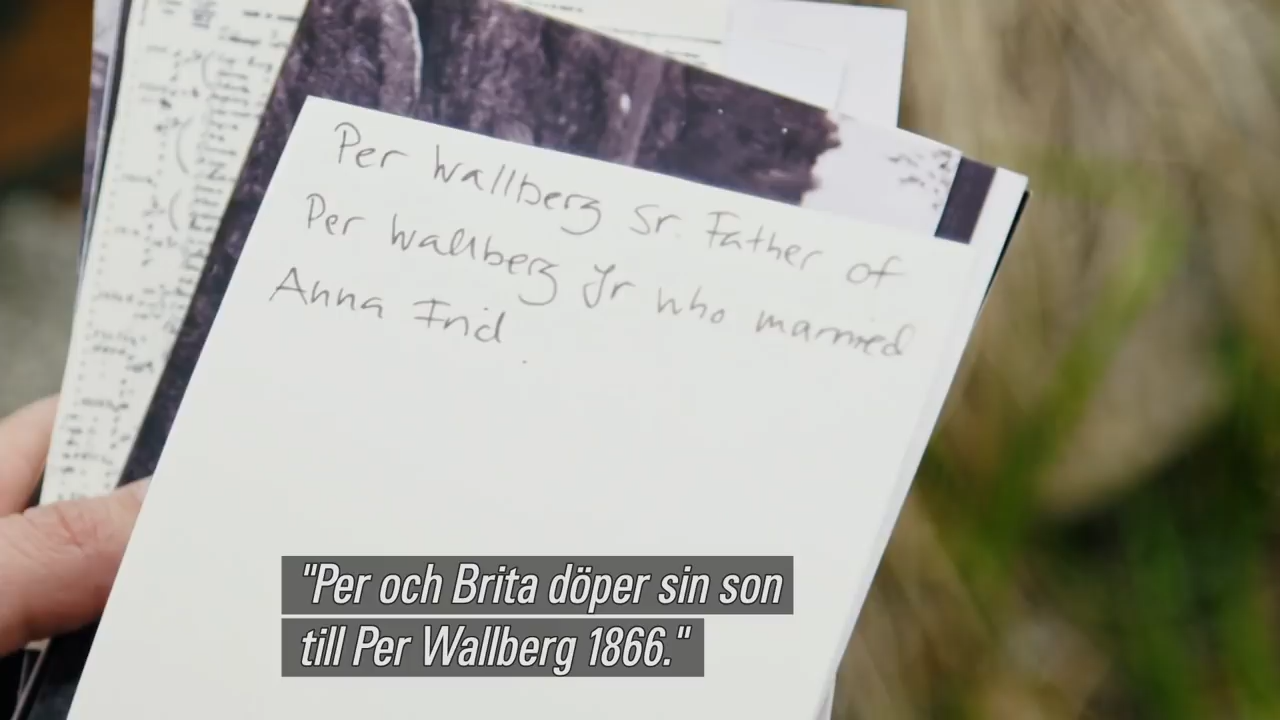 Per Wallberg Sr. Father of
Per Wallberg Jr who married
Anna Frid.
"Per och Brita döper sin son
till Per Wallberg 1866."